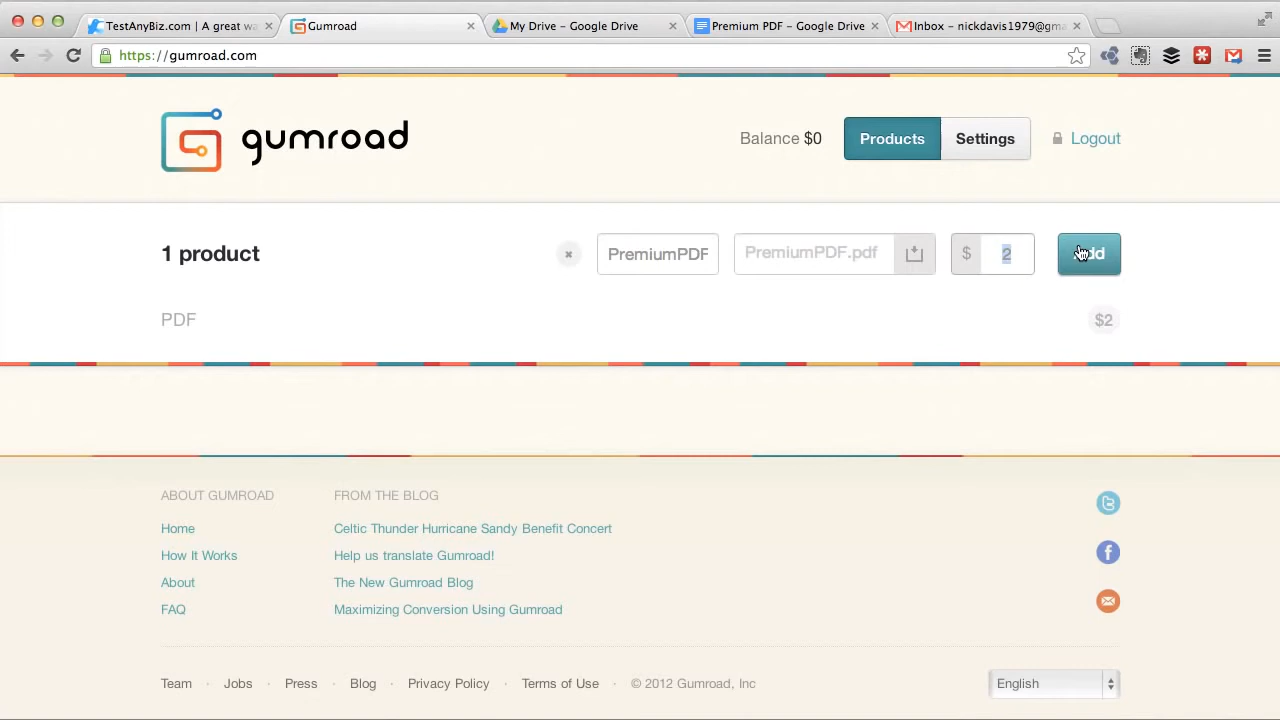 TestAnyBiz.com | A great wa
Gumroad
My Drive – Google Drive
Premium PDF – Google Drive
Inbox – nickdavis1979@gma
https://gumroad.com
gumroad
Balance $0
Products
Settings
Logout
1 product
PremiumPDF
PremiumPDF.pdf
$
2
Add
PDF
$2
ABOUT GUMROAD
FROM THE BLOG
Home
Celtic Thunder Hurricane Sandy Benefit Concert
How It Works
Help us translate Gumroad!
About
The New Gumroad Blog
FAQ
Maximizing Conversion Using Gumroad
Team · Jobs · Press · Blog · Privacy Policy · Terms of Use · © 2012 Gumroad, Inc
English